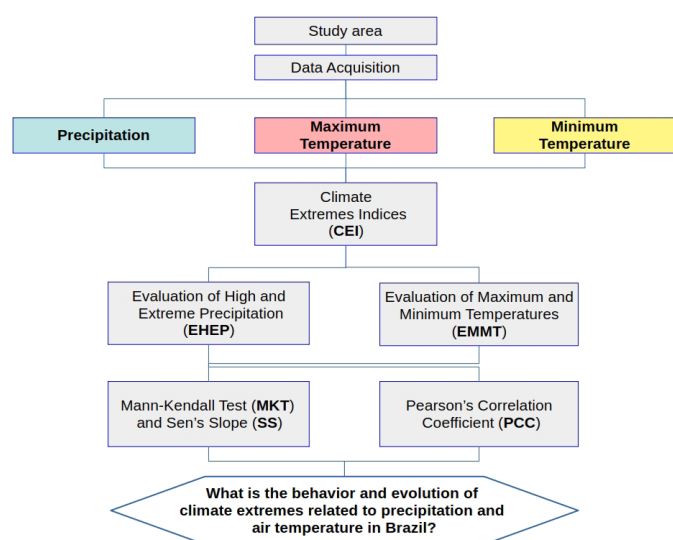 Study area
Data Acquisition
Precipitation
Maximum
Temperature
Minimum
Temperature
Climate
Extremes Indices
(CEI)
Evaluation of High and
Extreme Precipitation
(EHEP)
Evaluation of Maximum and
Minimum Temperatures
(EMMT)
Mann-Kendall Test (MKT)
and Sen's Slope (SS)
Pearson's Correlation
Coefficient (PCC)
What is the behavior and evolution of
climate extremes related to precipitation and
air temperature in Brazil?